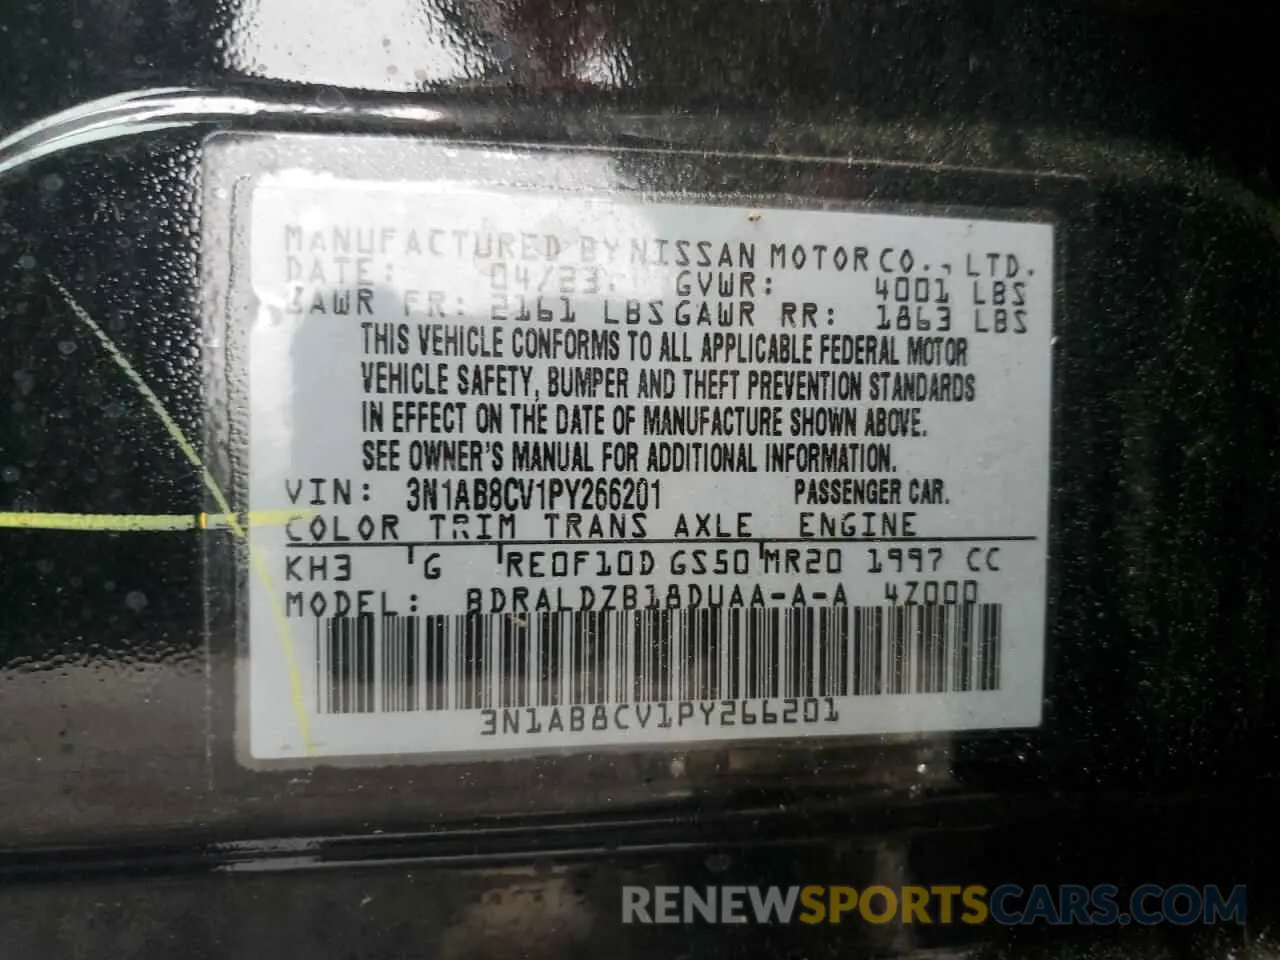 MANUFACTURED BY NISSAN MOTOR CO., LTD.
DATE: 04/23 GVWR: 4001 LBS
GAWR FR: 2161 LBS GAWR RR: 1863 LBS
THIS VEHICLE CONFORMS TO ALL APPLICABLE FEDERAL MOTOR
VEHICLE SAFETY, BUMPER AND THEFT PREVENTION STANDARDS
IN EFFECT ON THE DATE OF MANUFACTURE SHOWN ABOVE.
SEE OWNER'S MANUAL FOR ADDITIONAL INFORMATION.
VIN: 3N1AB8CV1PY266201 PASSENGER CAR.
COLOR TRIM TRANS AXLE ENGINE
KH3 G RE0F10D GS50 MR20 1997 CC
MODEL: BDRALDZB18DUAA-A-A 4Z000
3N1AB8CV1PY266201
RENEWSPORTSCARS.COM